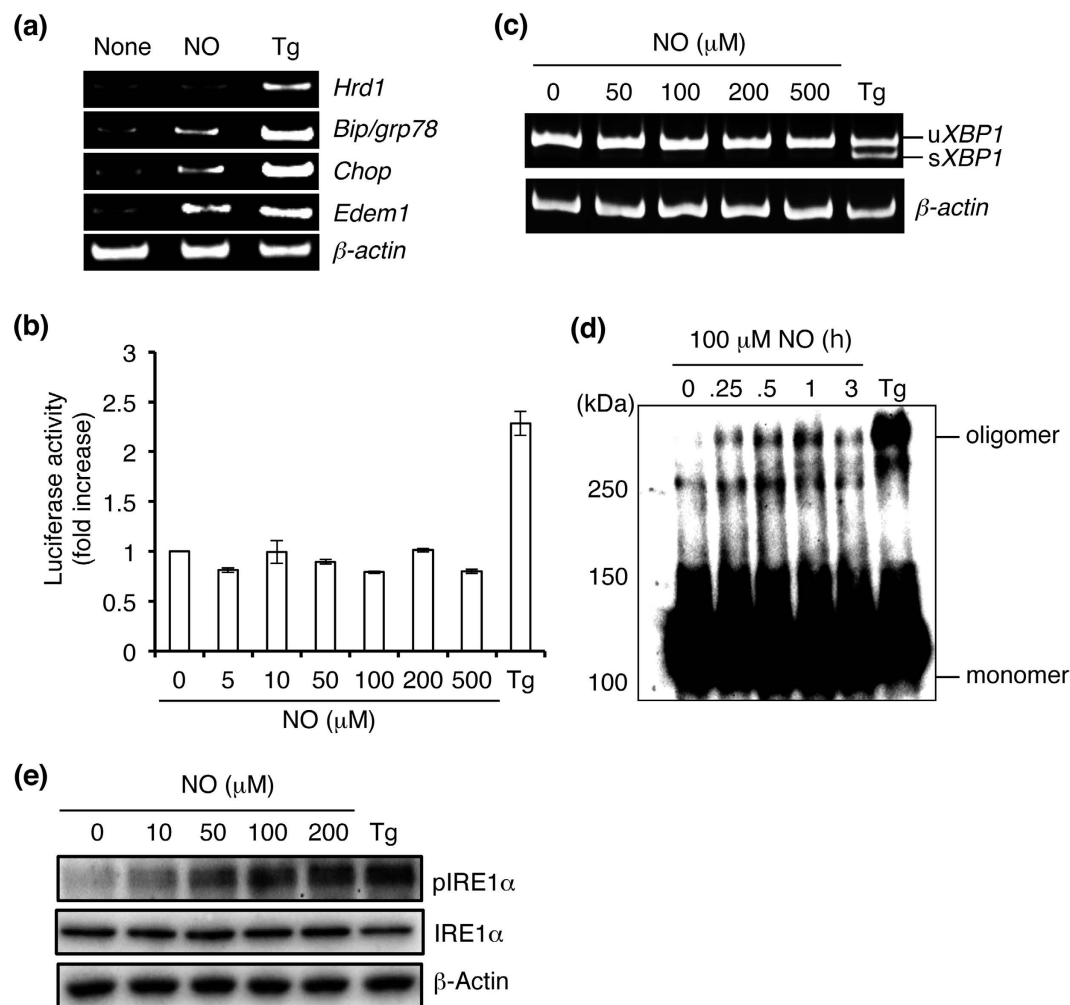 (a)
None NO Tg
Hrd1
Bip/grp78
Chop
Edem1
β-actin
(c)
NO (μM)
0 50 100 200 500 Tg
uXBP1
sXBP1
β-actin
(b)
Luciferase activity
(fold increase)
3
2.5
2
1.5
1
0.5
0
0 5 10 50 100 200 500 Tg
NO (μM)
(d)
100 μM NO (h)
0 .25 .5 1 3 Tg
(kDa)
oligomer
250
150
100
monomer
(e)
NO (μM)
0 10 50 100 200 Tg
pIRE1α
IRE1α
β-Actin